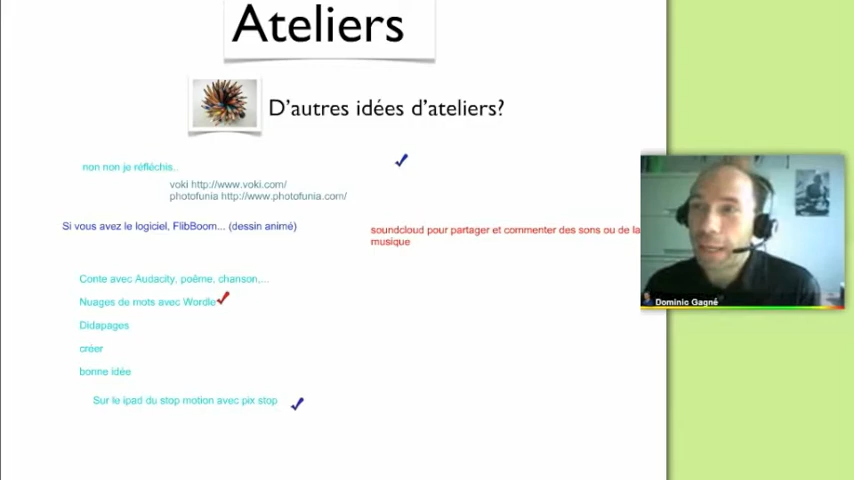 Ateliers
D'autres idées d'ateliers?
non non je réfléchis..
voki http://www.voki.com/
photofunia http://www.photofunia.com/
Si vous avez le logiciel, FlibBoom... (dessin animé)
soundcloud pour partager et commenter des sons ou de la
musique
Conte avec Audacity, poême, chanson,...
Nuages de mots avec Wordle
Didapages
créer
bonne idée
Sur le ipad du stop motion avec pix stop
Dominic Gagné